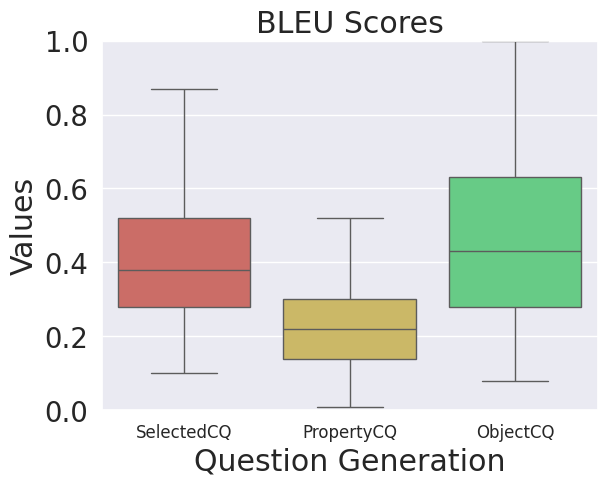 BLEU Scores
1.0
0.8
0.6
0.4
0.2
0.0
Values
SelectedCQ
PropertyCQ
ObjectCQ
Question Generation